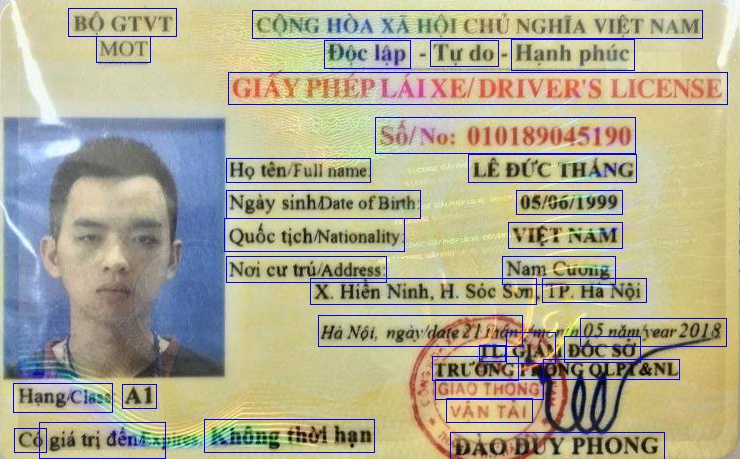 BỘ GTVT
MOT
CỘNG HÒA XÃ HỘI CHỦ NGHĨA VIỆT NAM
Độc lập - Tự do - Hạnh phúc
GIẤY PHÉP LÁI XE/DRIVER'S LICENSE
Số/No: 010189045190
Họ tên/Full name: LÊ ĐỨC THẮNG
Ngày sinh/Date of Birth: 05/06/1999
Quốc tịch/Nationality: VIỆT NAM
Nơi cư trú/Address: Nam Cương
X. Hiền Ninh, H. Sóc Sơn, TP. Hà Nội
Hà Nội, ngày/date 21 tháng/month 05 năm/year 2018
TL. GIÁM ĐỐC SỞ
TRƯỞNG PHÒNG QLPT&NL
GIAO THÔNG
VẬN TẢI
Hạng/Class: A1
Có giá trị đến/Expires: Không thời hạn
ĐÀO DUY PHONG